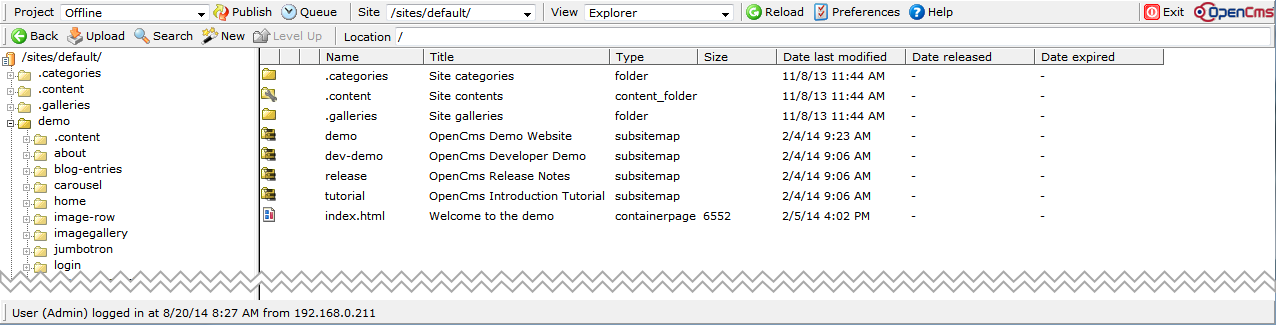 Project Offline Publish Queue Site /sites/default/ View Explorer Reload Preferences Help Exit OpenCms
Back Upload Search New Level Up Location /
/sites/default/
.categories
.content
.galleries
demo
.content
about
blog-entries
carousel
home
image-row
imagegallery
jumbotron
login
Name Title Type Size Date last modified Date released Date expired
.categories Site categories folder 11/8/13 11:44 AM - -
.content Site contents content_folder 11/8/13 11:44 AM - -
.galleries Site galleries folder 11/8/13 11:44 AM - -
demo OpenCms Demo Website subsitemap 2/4/14 9:23 AM - -
dev-demo OpenCms Developer Demo subsitemap 2/4/14 9:06 AM - -
release OpenCms Release Notes subsitemap 2/4/14 9:06 AM - -
tutorial OpenCms Introduction Tutorial subsitemap 2/4/14 9:06 AM - -
index.html Welcome to the demo containerpage 6552 2/5/14 4:02 PM - -
User (Admin) logged in at 8/20/14 8:27 AM from 192.168.0.211